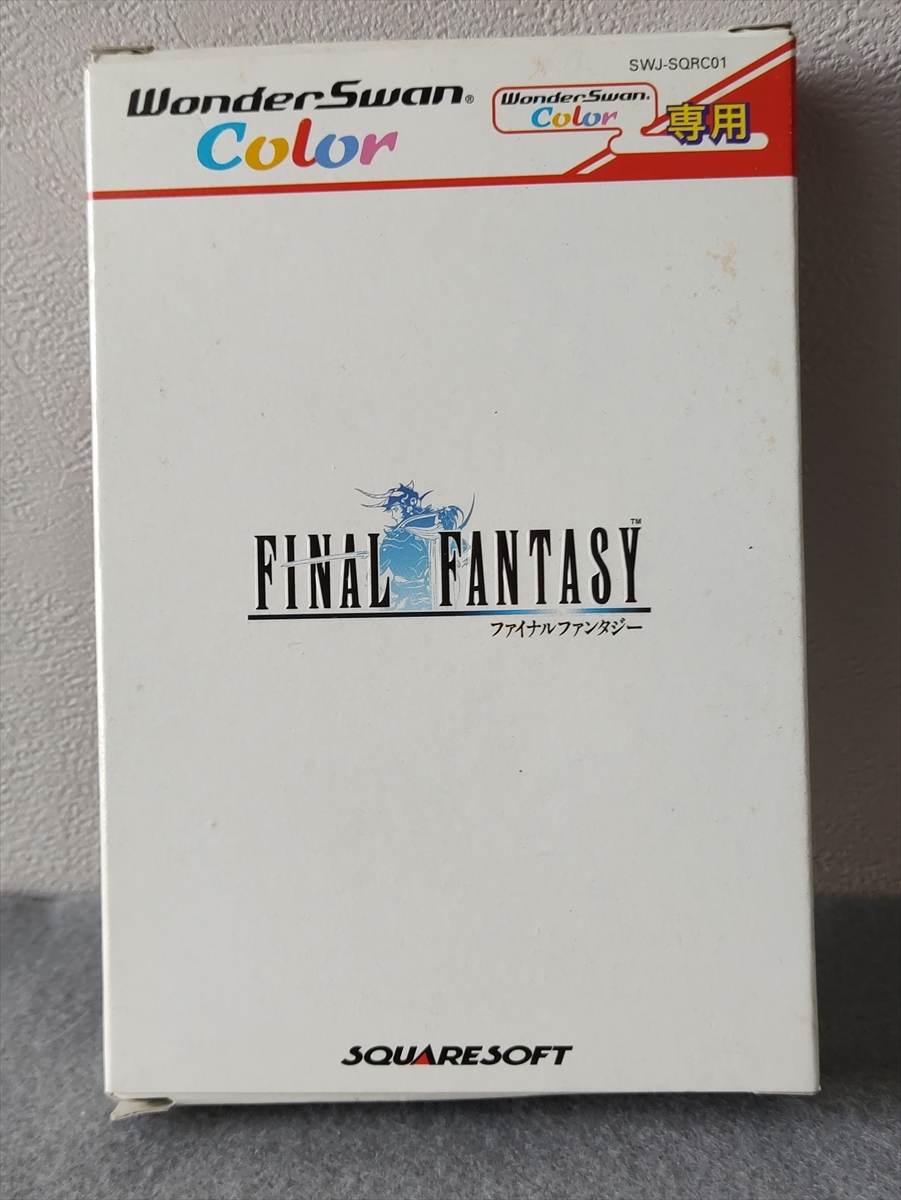 SWJ-SQRC01
WonderSwan®
Color
WonderSwan
Color
専用
FINAL FANTASY™
ファイナルファンタジー
SQUARESOFT